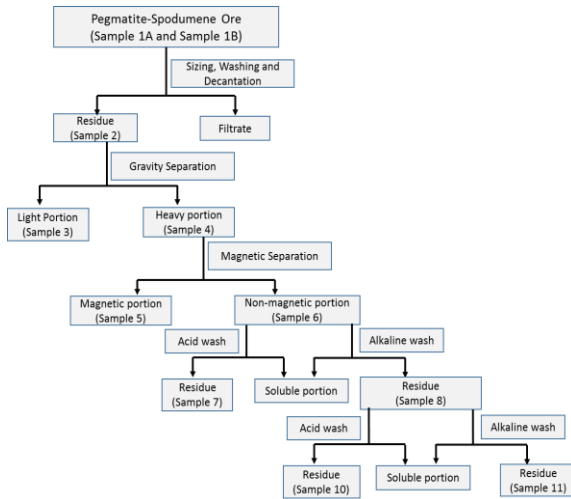 Pegmatite-Spodumene Ore
(Sample 1A and Sample 1B)
Sizing, Washing and
Decantation
Residue
(Sample 2)
Filtrate
Gravity Separation
Light Portion
(Sample 3)
Heavy portion
(Sample 4)
Magnetic Separation
Magnetic portion
(Sample 5)
Non-magnetic portion
(Sample 6)
Acid wash
Alkaline wash
Residue
(Sample 7)
Soluble portion
Residue
(Sample 8)
Acid wash
Alkaline wash
Residue
(Sample 10)
Soluble portion
Residue
(Sample 11)